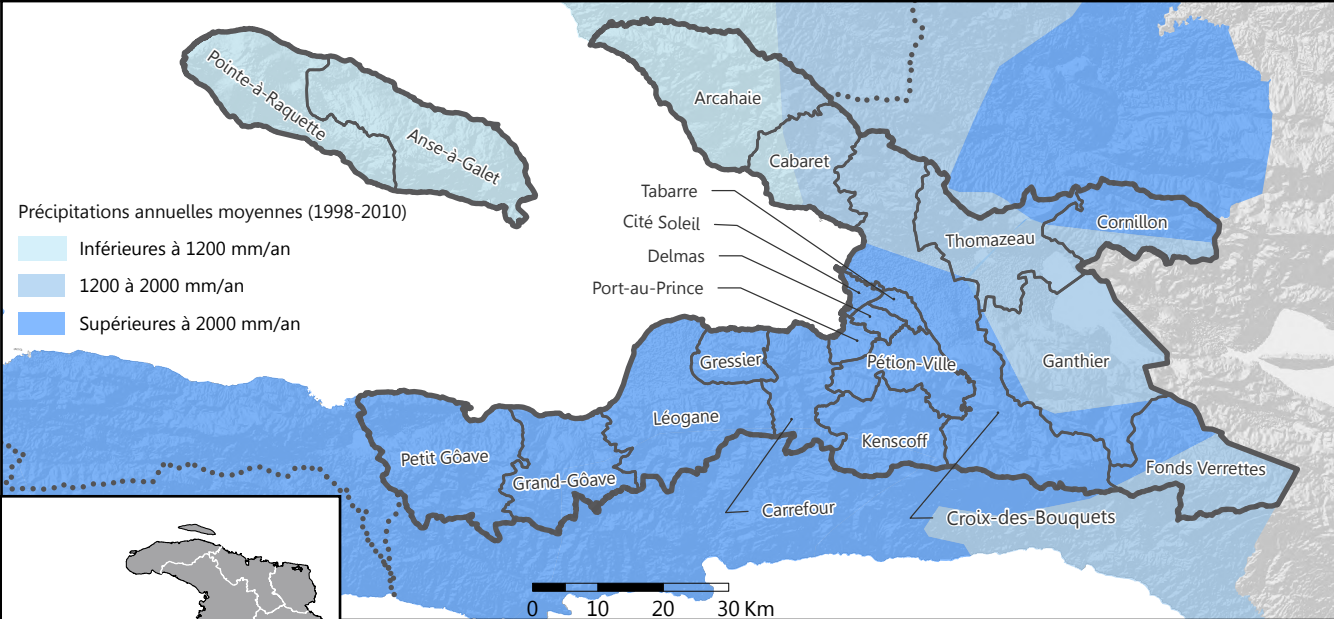 Pointe-à-Raquette
Anse-à-Galet
Arcahaie
Cabaret
Précipitations annuelles moyennes (1998-2010)
Inférieures à 1200 mm/an
1200 à 2000 mm/an
Supérieures à 2000 mm/an
Tabarre
Cité Soleil
Delmas
Port-au-Prince
Thomazeau
Cornillon
Gressier
Pétion-Ville
Ganthier
Léogane
Kenscoff
Petit Gôave
Grand-Gôave
Fonds Verrettes
Carrefour
Croix-des-Bouquets
0 10 20 30 Km